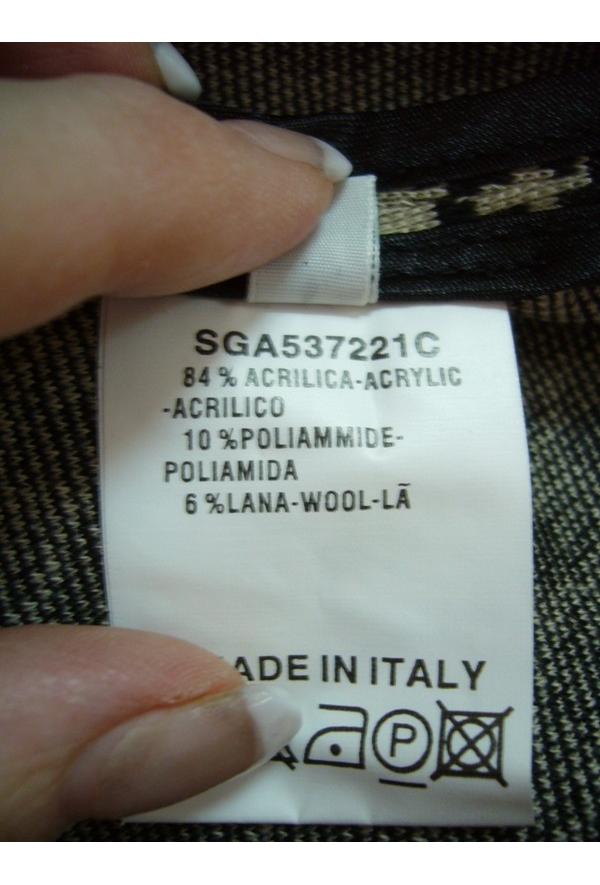 SGA537221C
84 % ACRILICA-ACRYLIC
-ACRILICO
10 %POLIAMMIDE-
POLIAMIDA
6 %LANA-WOOL-LÃ
ADE IN ITALY
P